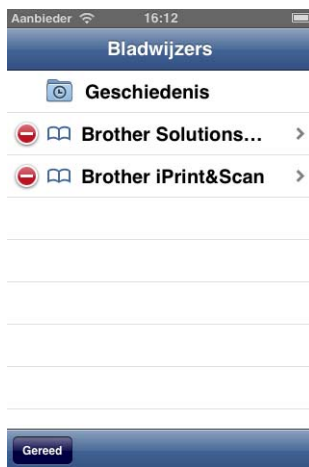 Aanbieder 16:12
Bladwijzers
Geschiedenis
Brother Solutions...
Brother iPrint&Scan
Gereed